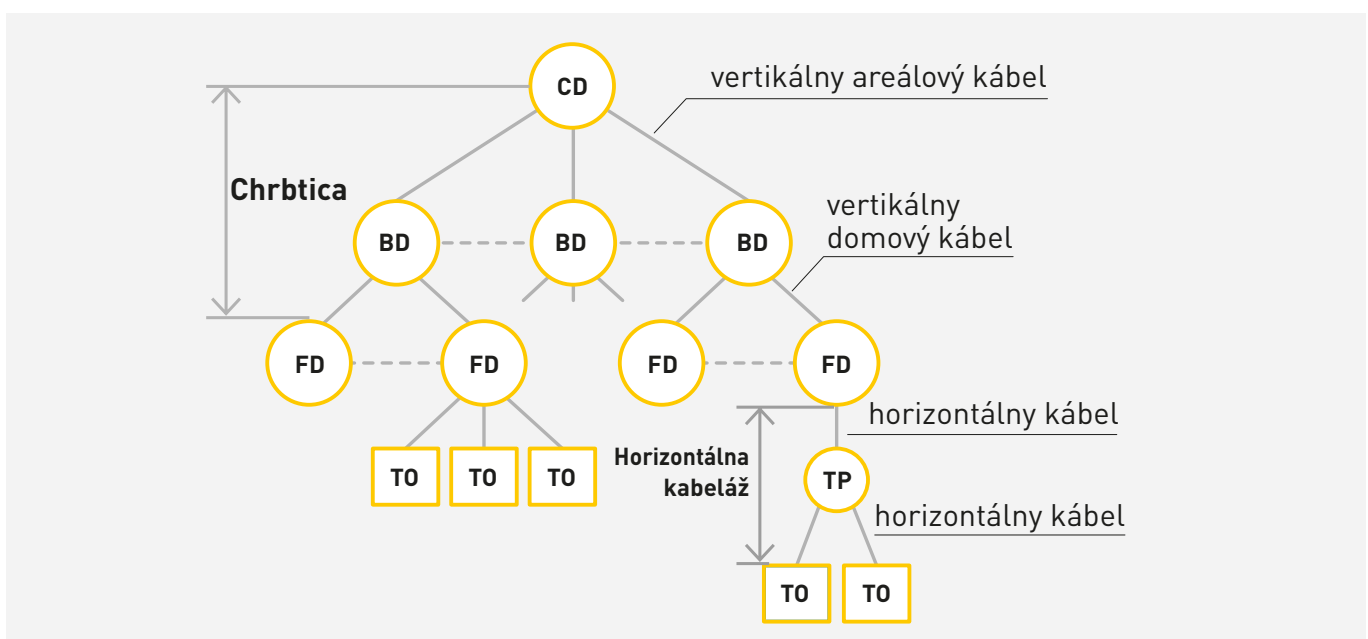 CD
vertikálny areálový kábel
Chrbtica
vertikálny
domový kábel
BD
BD
BD
FD
FD
FD
FD
horizontálny kábel
Horizontálna
kabeláž
TO
TO
TO
TP
horizontálny kábel
TO
TO